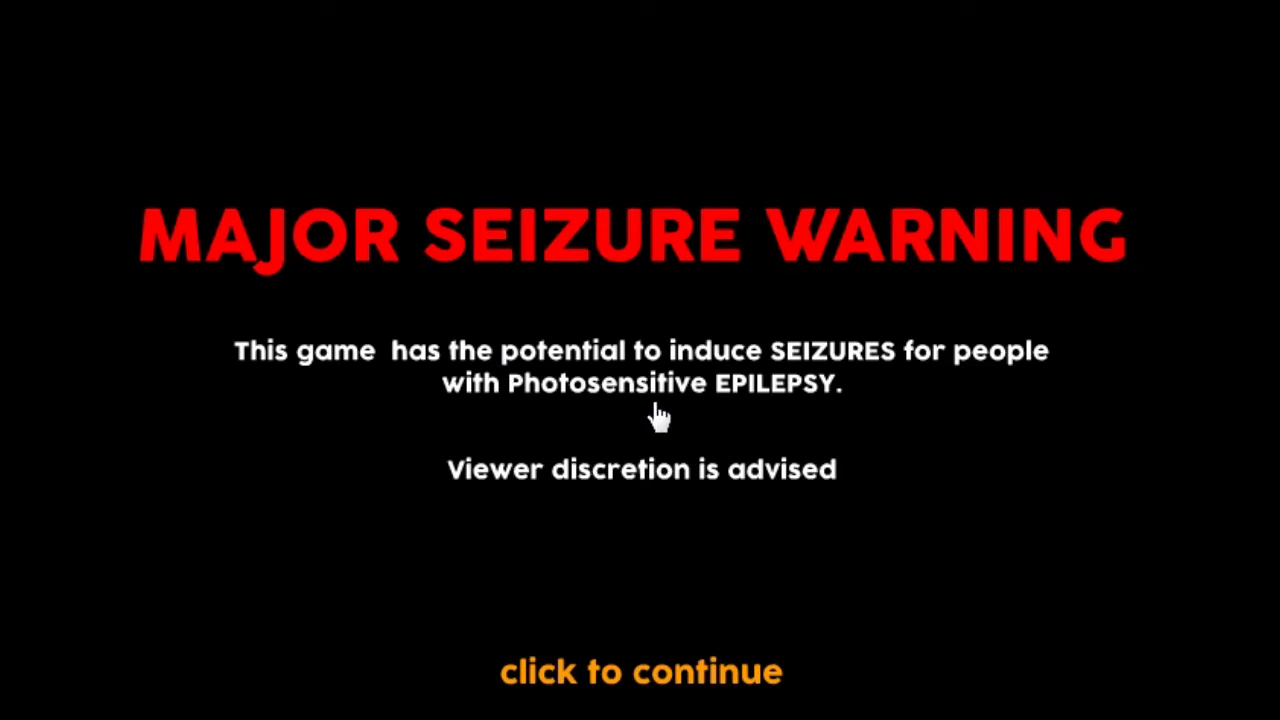 MAJOR SEIZURE WARNING
This game  has the potential to induce SEIZURES for people
with Photosensitive EPILEPSY.
Viewer discretion is advised
click to continue